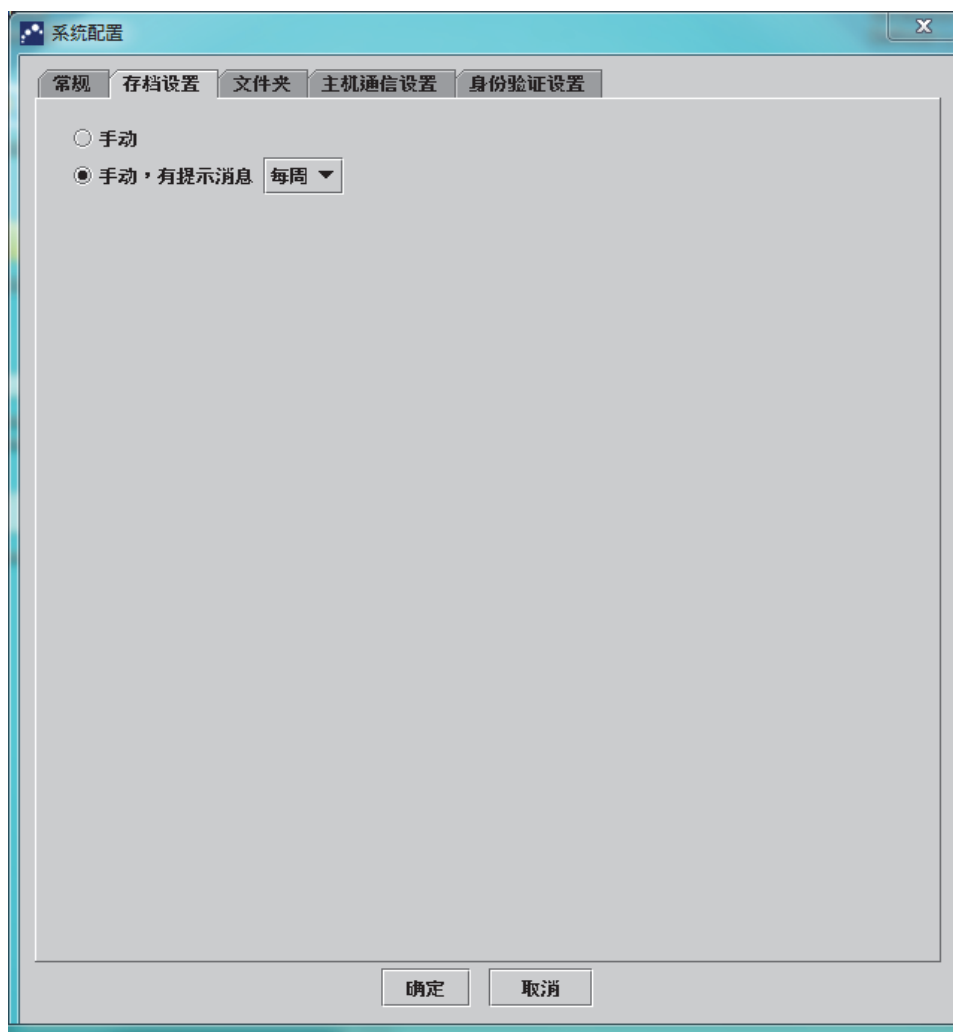 系统配置
常规 存档设置 文件夹 主机通信设置 身份验证设置
手动
手动，有提示消息 每周
确定 取消